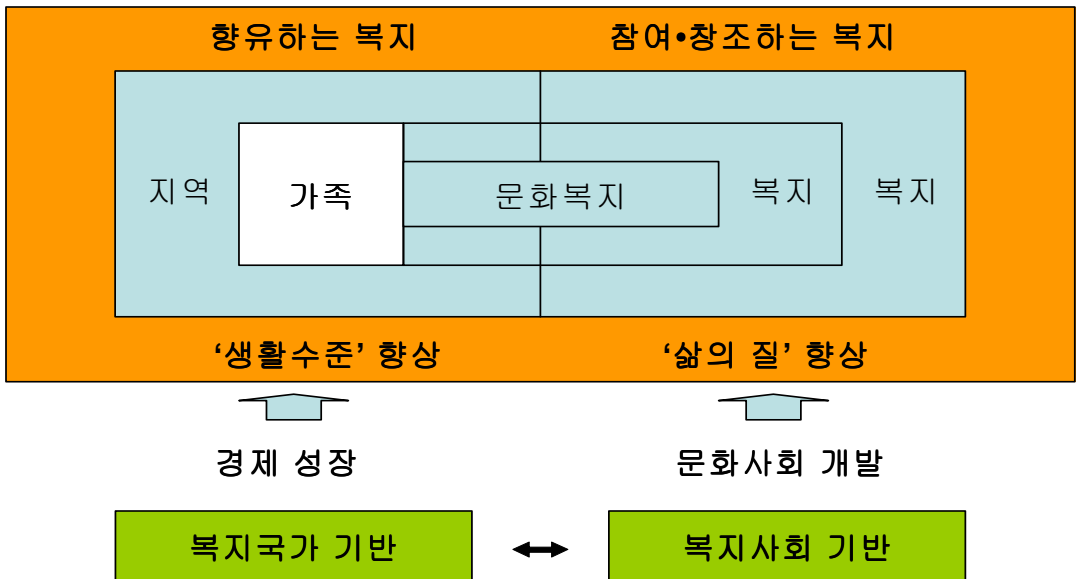 향유하는 복지 참여•창조하는 복지
지역 가족 문화복지 복지 복지
‘생활수준’ 향상 ‘삶의 질’ 향상
경제 성장 문화사회 개발
복지국가 기반 복지사회 기반